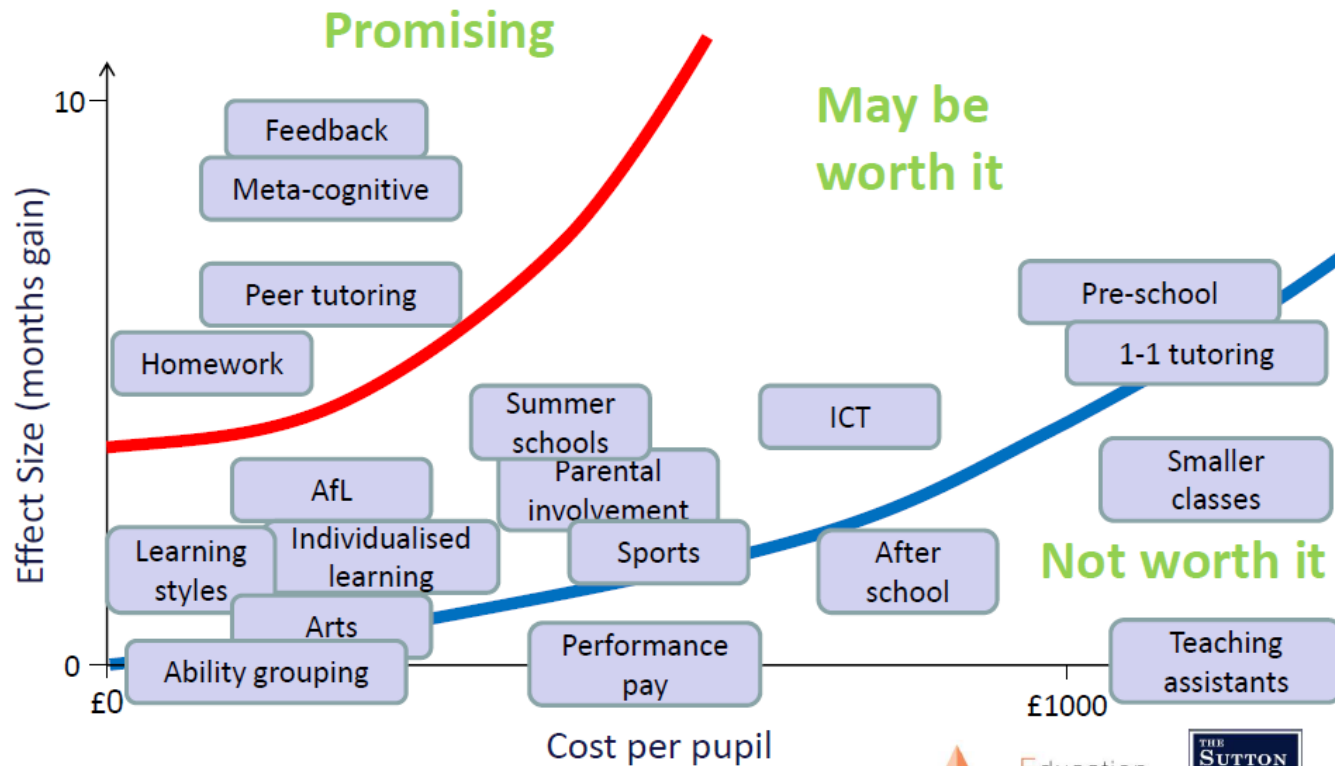 Promising
10
Feedback
May be
worth it
Meta-cognitive
Effect Size (months gain)
Peer tutoring
Pre-school
Homework
1-1 tutoring
Summer
schools
ICT
Parental
involvement
Smaller
classes
AfL
Individualised
learning
Learning
styles
Sports
After
school
Not worth it
Arts
Performance
pay
Teaching
assistants
Ability grouping
0
£0
£1000
Cost per pupil
Education
THE
SUTTON